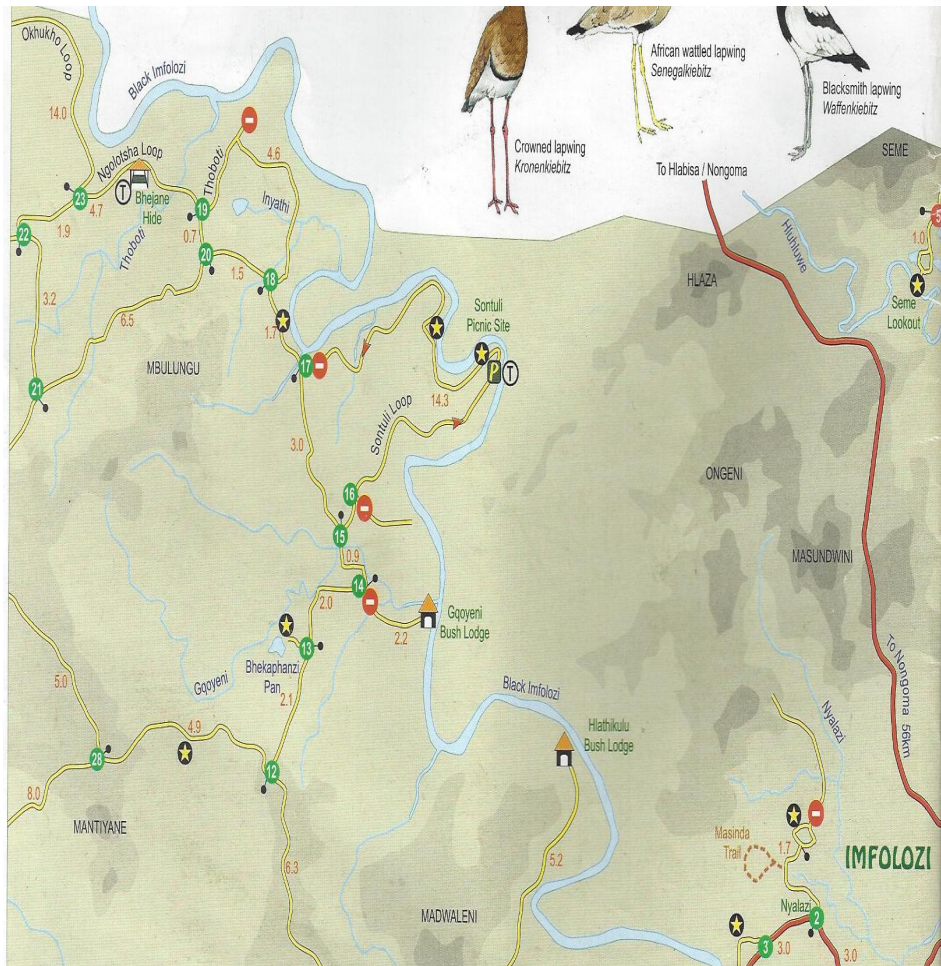 Okhukho Loop
Black Imfolozi
14.0
Ngolotsha Loop
Thoboti
4.6
African wattled lapwing
Senegalkiebitz
Blacksmith lapwing
Waffenkiebitz
Crowned lapwing
Kronenkiebitz
To Hlabisa / Nongoma
SEME
23
4.7
T
Bhejane
Hide
19
Inyathi
1.9
22
Thoboti
0.7
20
1.5
18
Hluhluwe
1.0
HLAZA
Seme
Lookout
3.2
6.5
1.7
Sontuli
Picnic Site
MBULUNGU
17
P
T
21
14.3
Sontuli Loop
3.0
16
ONGENI
15
0.9
MASUNDWINI
14
2.0
2.2
Gqoyeni
Bush Lodge
13
Bhekaphanzi
Pan
Gqoyeni
2.1
To Nongoma 56km
5.0
Black Imfolozi
Nyalazi
4.9
Hlathikulu
Bush Lodge
28
12
8.0
MANTIYANE
Masinda
Trail
1.7
IMFOLOZI
6.3
5.2
MADWALENI
Nyalazi
2
3
3.0
3.0